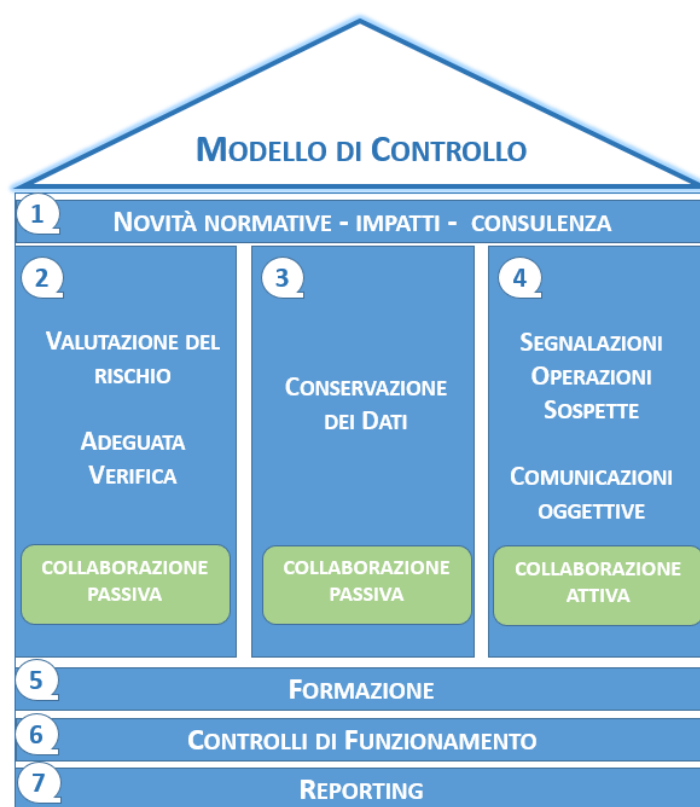 Modello di Controllo
1
Novità normative - impatti - consulenza
2
Valutazione del
rischio
Adeguata
Verifica
COLLABORAZIONE
PASSIVA
3
Conservazione
dei Dati
COLLABORAZIONE
PASSIVA
4
Segnalazioni
Operazioni
Sospette
Comunicazioni
oggettive
COLLABORAZIONE
ATTIVA
5
Formazione
6
Controlli di Funzionamento
7
Reporting